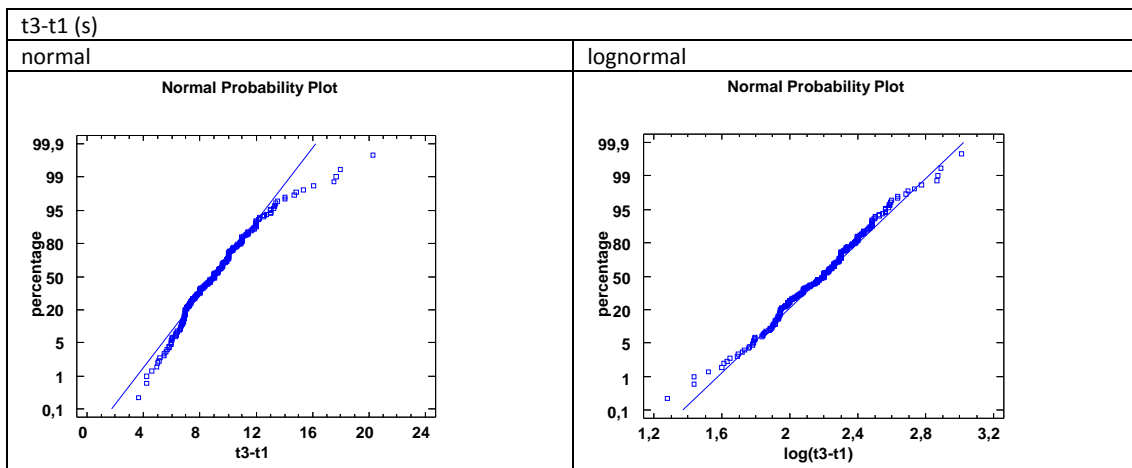 t3-t1 (s)
normal
lognormal
Normal Probability Plot
percentage
99,9
99
95
80
50
20
5
1
0,1
0 4 8 12 16 20 24
t3-t1
Normal Probability Plot
percentage
99,9
99
95
80
50
20
5
1
0,1
1,2 1,6 2 2,4 2,8 3,2
log(t3-t1)